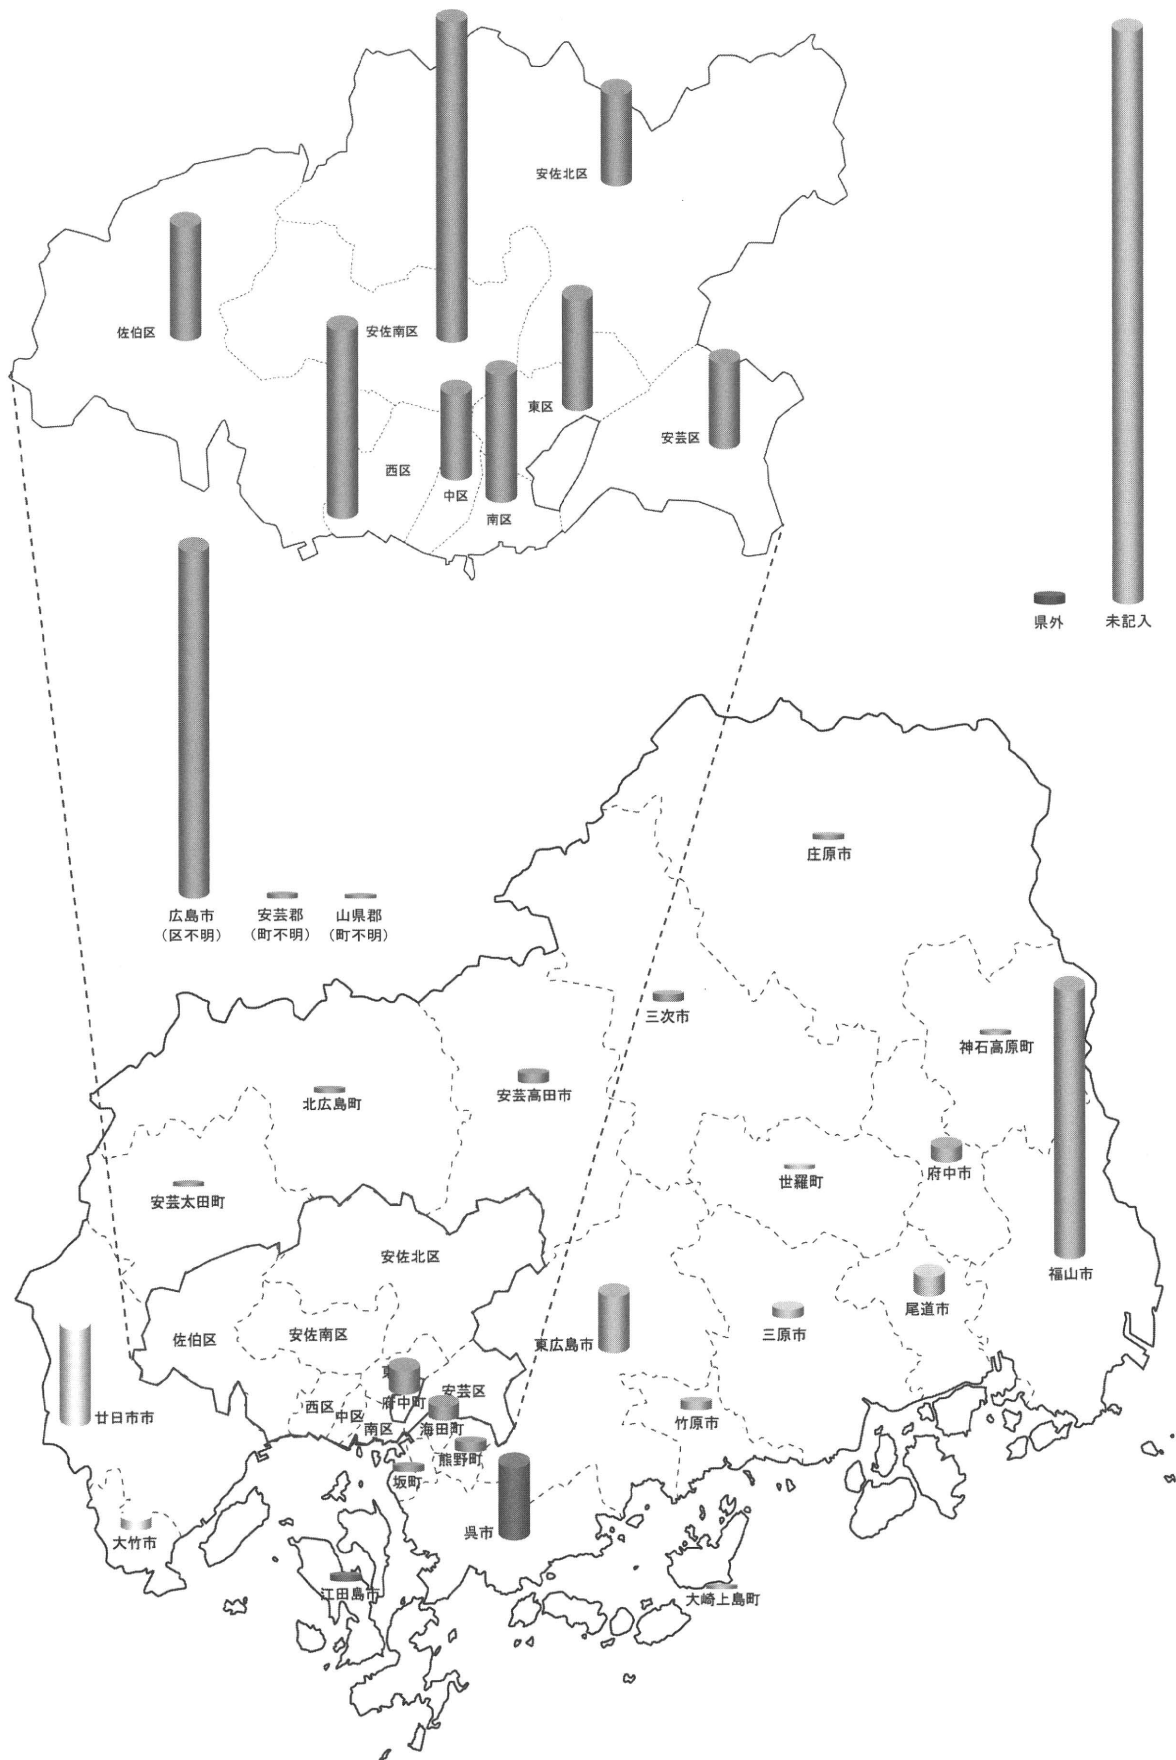 安佐北区
佐伯区
安佐南区
東区
安芸区
西区
中区
南区
県外
未記入
広島市
（区不明）
安芸郡
（町不明）
山県郡
（町不明）
庄原市
三次市
神石高原町
安芸高田市
北広島町
世羅町
府中市
安芸太田町
福山市
安佐北区
尾道市
三原市
佐伯区
安佐南区
東広島市
東
安芸区
府中町
西区
中区
南区
海田町
竹原市
廿日市市
熊野町
坂町
呉市
大竹市
江田島市
大崎上島町